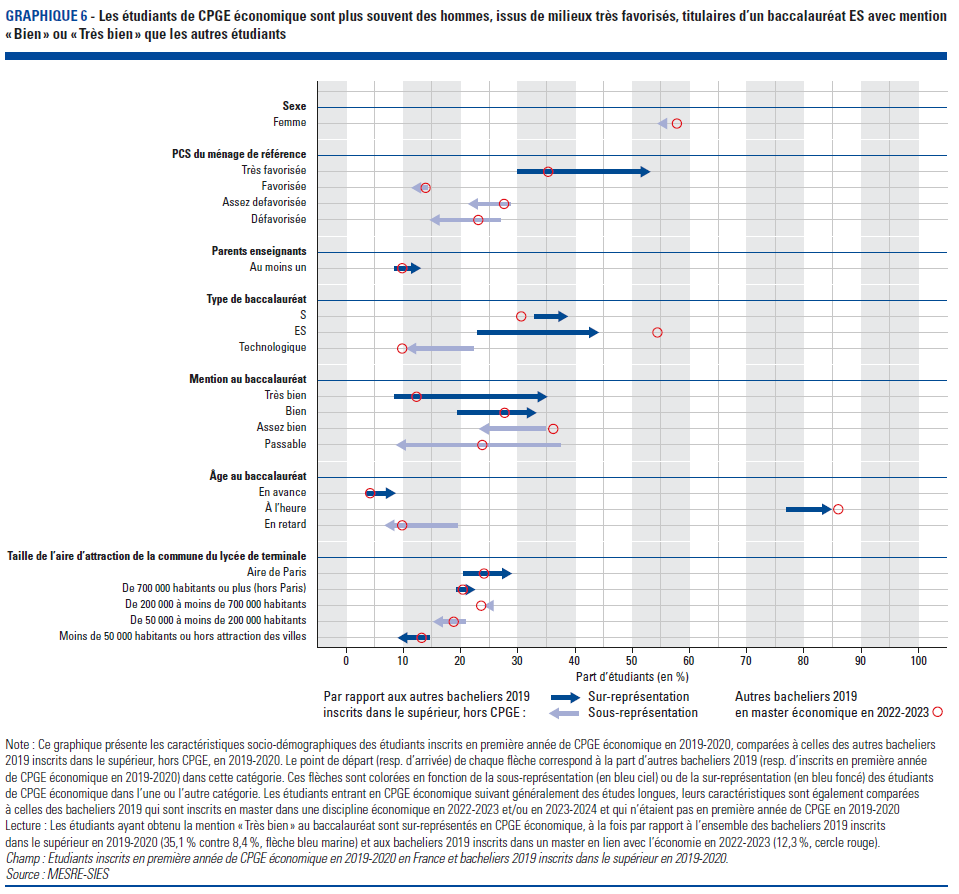 GRAPHIQUE 6 - Les étudiants de CPGE économique sont plus souvent des hommes, issus de milieux très favorisés, titulaires d'un baccalauréat ES avec mention
« Bien » ou « Très bien » que les autres étudiants
Sexe
Femme
PCS du ménage de référence
Très favorisée
Favorisée
Assez defavorisée
Défavorisée
Parents enseignants
Au moins un
Type de baccalauréat
S
ES
Technologique
Mention au baccalauréat
Très bien
Bien
Assez bien
Passable
Âge au baccalauréat
En avance
À l'heure
En retard
Taille de l'aire d'attraction de la commune du lycée de terminale
Aire de Paris
De 700 000 habitants ou plus (hors Paris)
De 200 000 à moins de 700 000 habitants
De 50 000 à moins de 200 000 habitants
Moins de 50 000 habitants ou hors attraction des villes
0 10 20 30 40 50 60 70 80 90 100
Part d'étudiants (en %)
Par rapport aux autres bacheliers 2019
inscrits dans le supérieur, hors CPGE :
Sur-représentation
Sous-représentation
Autres bacheliers 2019
en master économique en 2022-2023
Note : Ce graphique présente les caractéristiques socio-démographiques des étudiants inscrits en première année de CPGE économique en 2019-2020, comparées à celles des autres bacheliers
2019 inscrits dans le supérieur, hors CPGE, en 2019-2020. Le point de départ (resp. d'arrivée) de chaque flèche correspond à la part d'autres bacheliers 2019 (resp. d'inscrits en première année
de CPGE économique en 2019-2020) dans cette catégorie. Ces flèches sont colorées en fonction de la sous-représentation (en bleu ciel) ou de la sur-représentation (en bleu foncé) des étudiants
de CPGE économique dans l'une ou l'autre catégorie. Les étudiants entrant en CPGE économique suivant généralement des études longues, leurs caractéristiques sont également comparées
à celles des bacheliers 2019 qui sont inscrits en master dans une discipline économique en 2022-2023 et/ou en 2023-2024 et qui n'étaient pas en première année de CPGE en 2019-2020
Lecture : Les étudiants ayant obtenu la mention « Très bien » au baccalauréat sont sur-représentés en CPGE économique, à la fois par rapport à l'ensemble des bacheliers 2019 inscrits
dans le supérieur en 2019-2020 (35,1 % contre 8,4 %, flèche bleu marine) et aux bacheliers 2019 inscrits dans un master en lien avec l'économie en 2022-2023 (12,3 %, cercle rouge).
Champ : Etudiants inscrits en première année de CPGE économique en 2019-2020 en France et bacheliers 2019 inscrits dans le supérieur en 2019-2020.
Source : MESRE-SIES